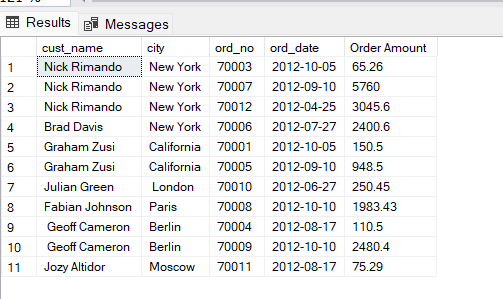 121 %
Results Messages
cust_name city ord_no ord_date Order Amount
1 Nick Rimando New York 70003 2012-10-05 65.26
2 Nick Rimando New York 70007 2012-09-10 5760
3 Nick Rimando New York 70012 2012-04-25 3045.6
4 Brad Davis New York 70006 2012-07-27 2400.6
5 Graham Zusi California 70001 2012-10-05 150.5
6 Graham Zusi California 70005 2012-09-10 948.5
7 Julian Green London 70010 2012-06-27 250.45
8 Fabian Johnson Paris 70008 2012-10-10 1983.43
9 Geoff Cameron Berlin 70004 2012-08-17 110.5
10 Geoff Cameron Berlin 70009 2012-10-10 2480.4
11 Jozy Altidor Moscow 70011 2012-08-17 75.29